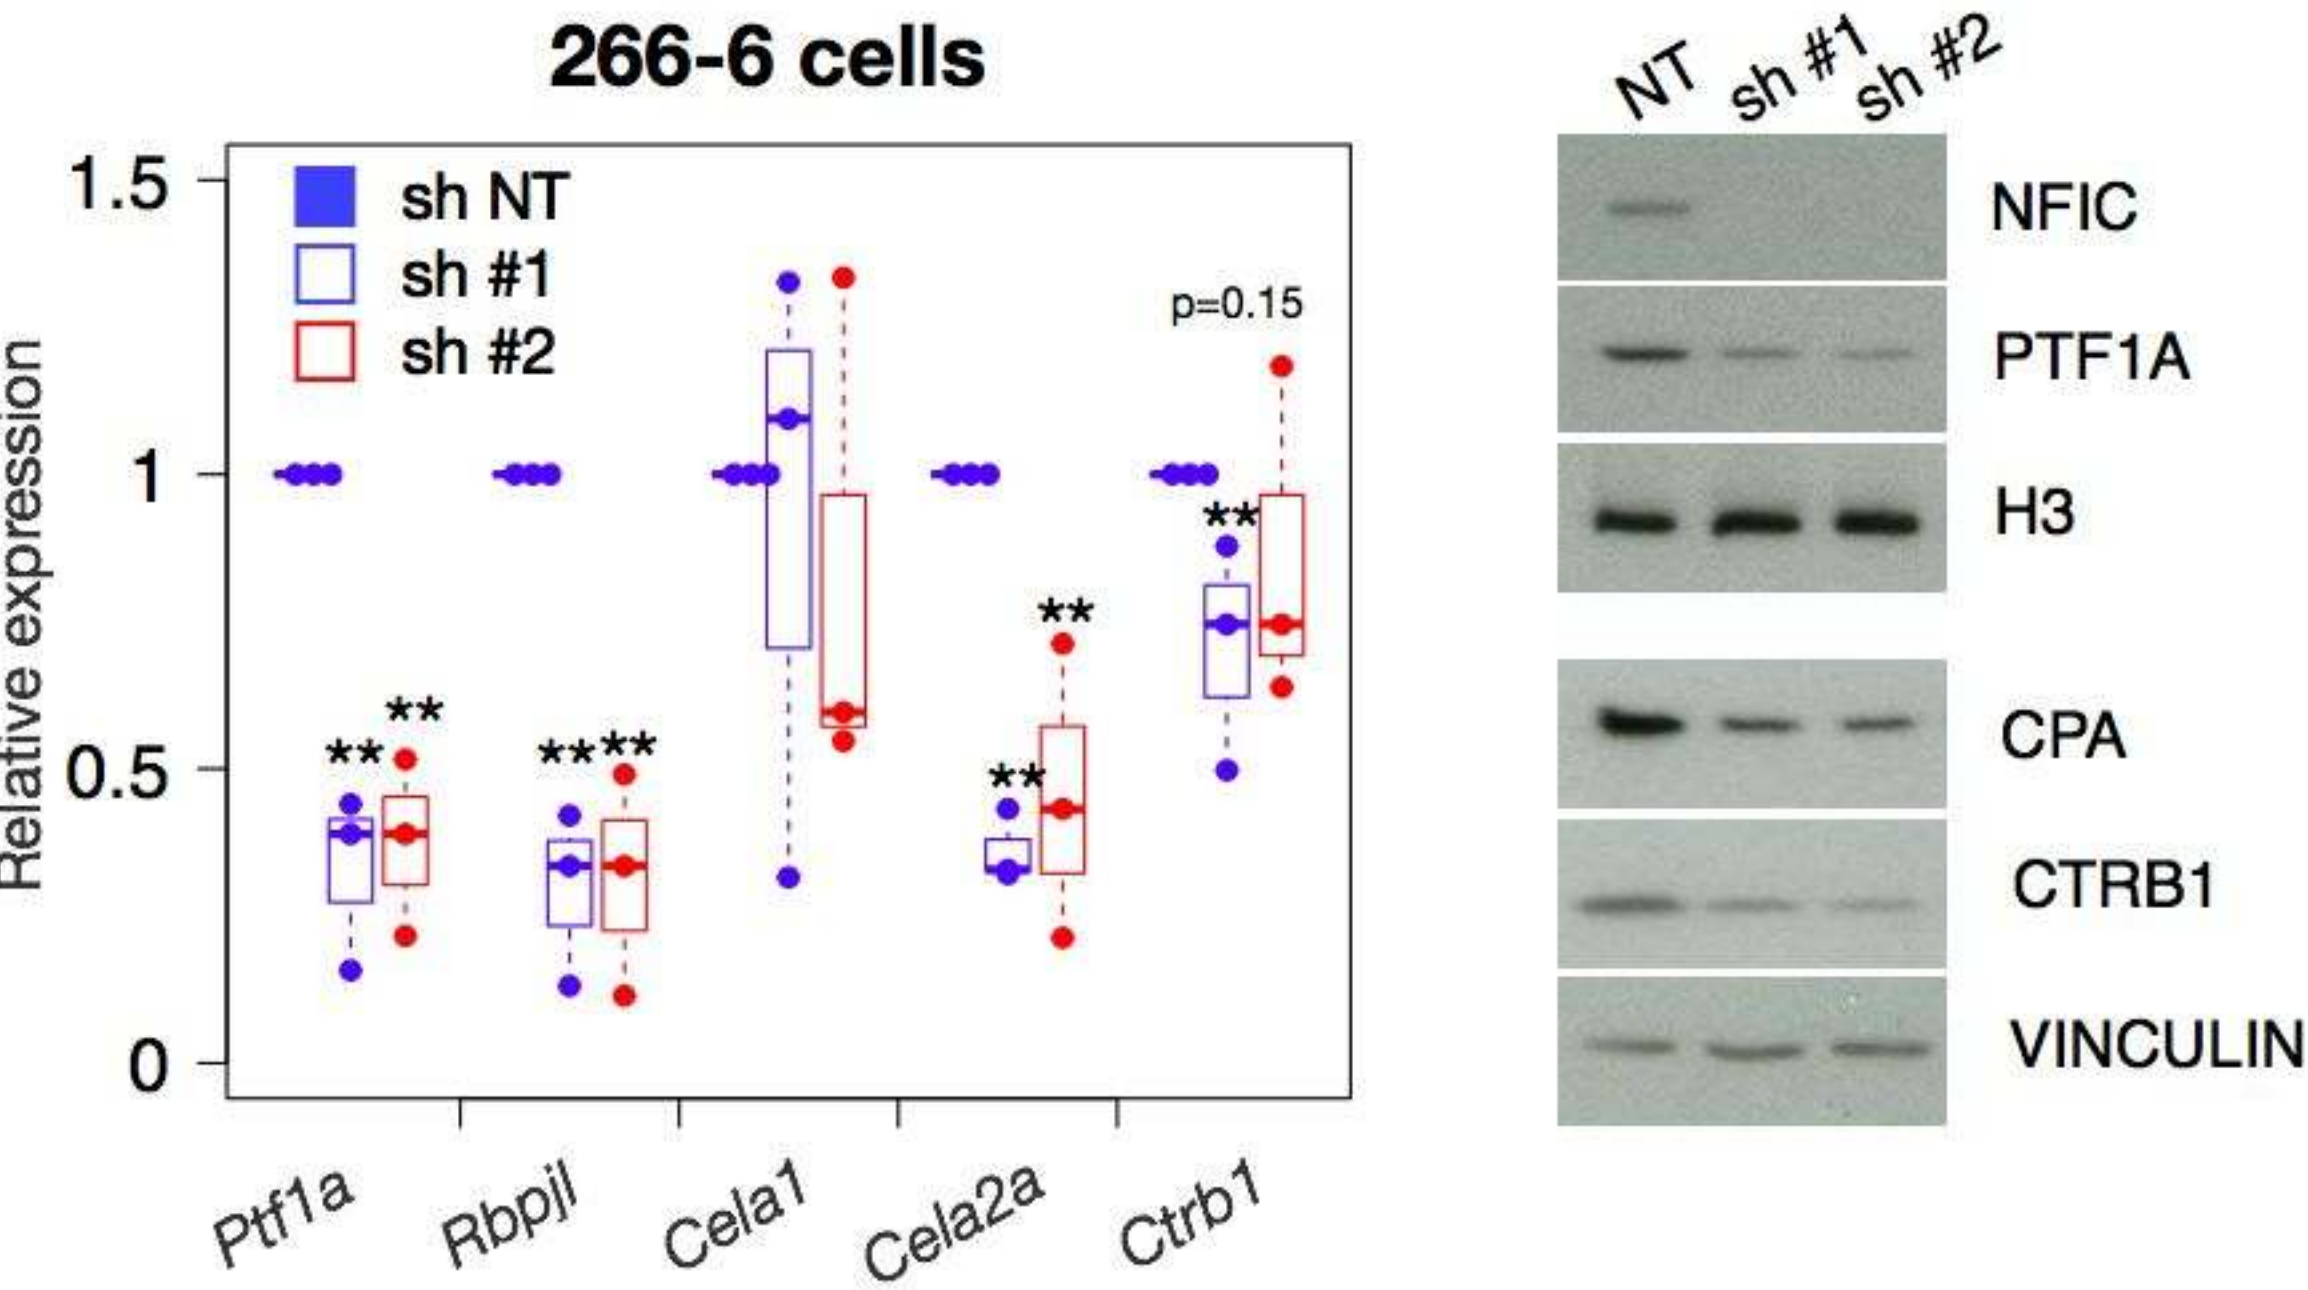 266-6 cells
Relative expression
1.5
1
0.5
0
sh NT
sh #1
sh #2
p=0.15
**
**
**
**
**
**
**
Ptf1a
Rbpjl
Cela1
Cela2a
Ctrb1
NT
sh #1
sh #2
NFIC
PTF1A
H3
CPA
CTRB1
VINCULIN